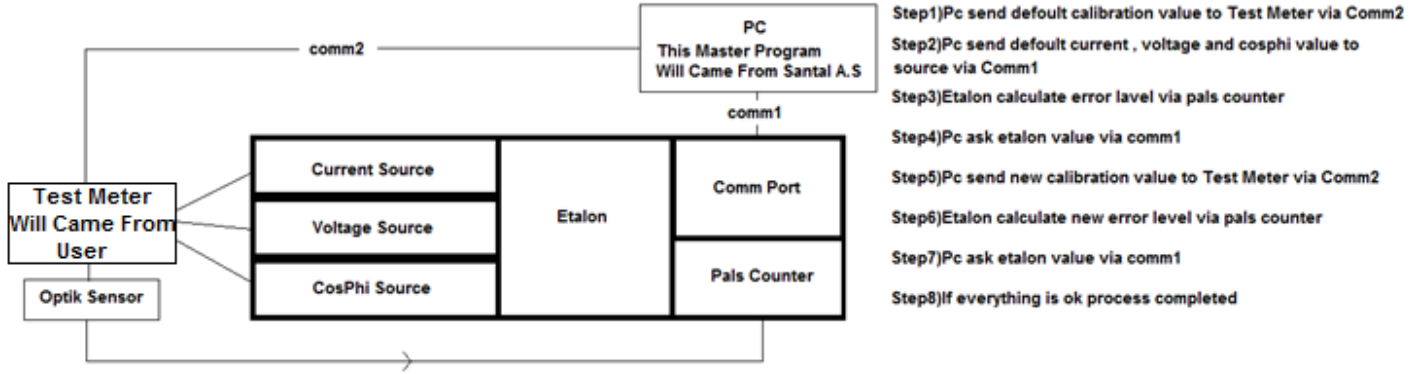 PC
This Master Program
Will Came From Santal A.S
comm2
comm1
Current Source
Voltage Source
CosPhi Source
Etalon
Comm Port
Pals Counter
Test Meter
Will Came From
User
Optik Sensor
Step1)Pc send defoult calibration value to Test Meter via Comm2
Step2)Pc send default current , voltage and cosphi value to
source via Comm1
Step3)Etalon calculate error lavel via pals counter
Step4)Pc ask etalon value via comm1
Step5)Pc send new calibration value to Test Meter via Comm2
Step6)Etalon calculate new error level via pals counter
Step7)Pc ask etalon value via comm1
Step8)If everything is ok process completed